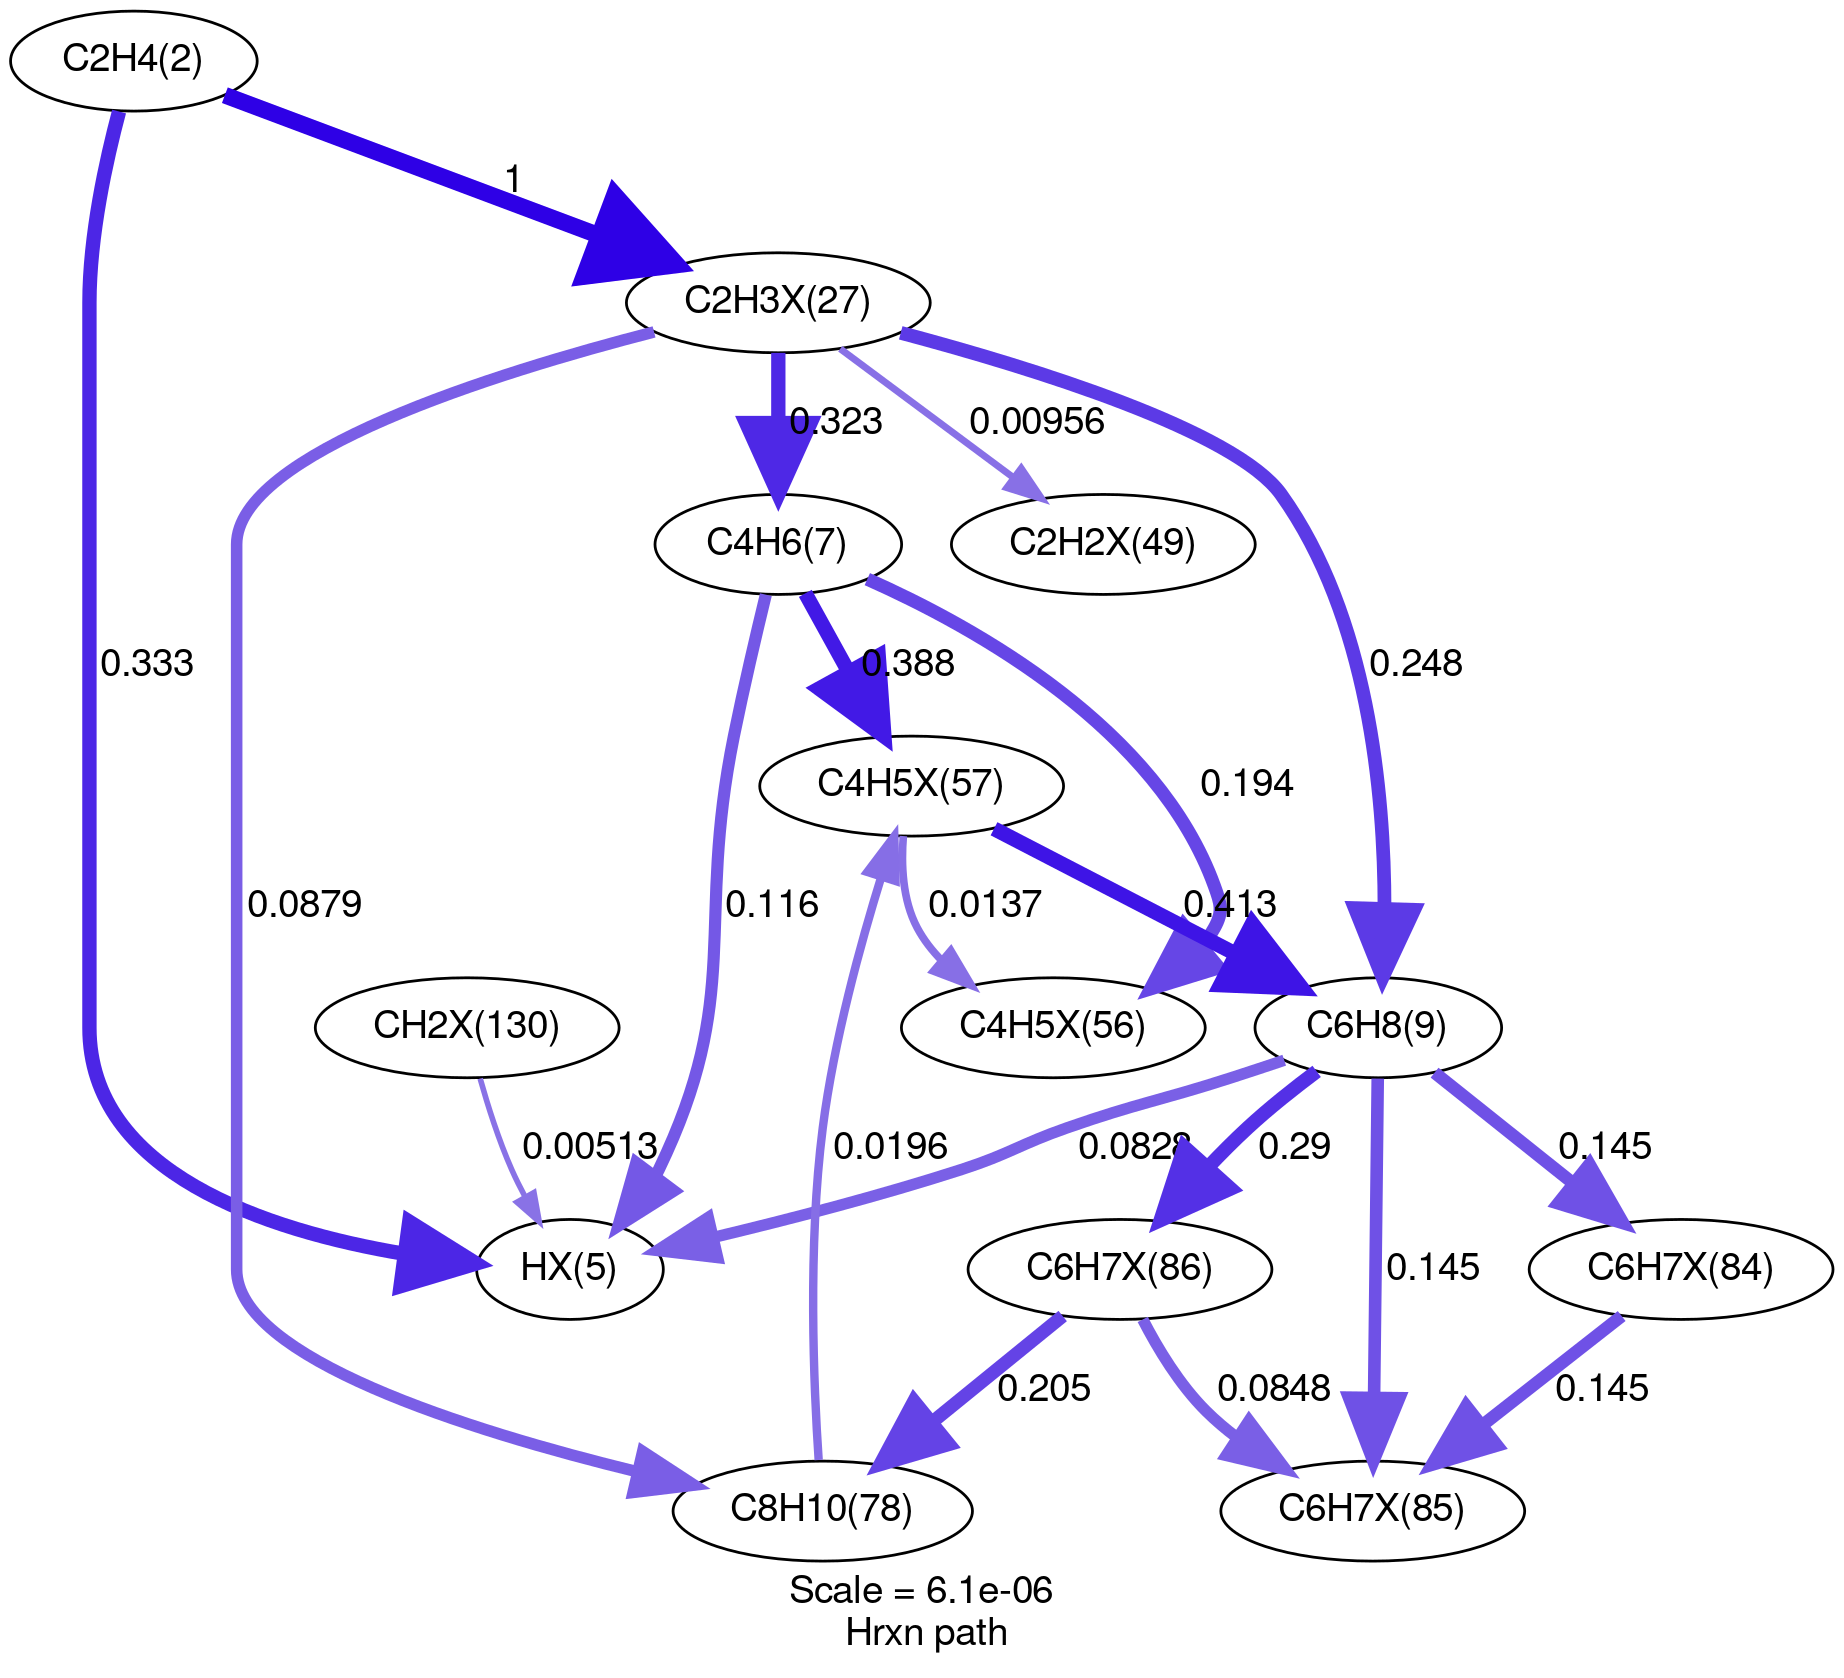 C2H4(2)
1
C2H3X(27)
0.323
0.00956
C4H6(7)
C2H2X(49)
0.333
0.388
0.248
C4H5X(57)
0.194
0.0879
0.116
0.0137
0.413
CH2X(130)
C4H5X(56)
C6H8(9)
0.00513
0.0196
0.0828
0.29
0.145
HX(5)
C6H7X(86)
0.145
C6H7X(84)
0.205
0.0848
0.145
C8H10(78)
C6H7X(85)
Scale = 6.1e-06
Hrxn path